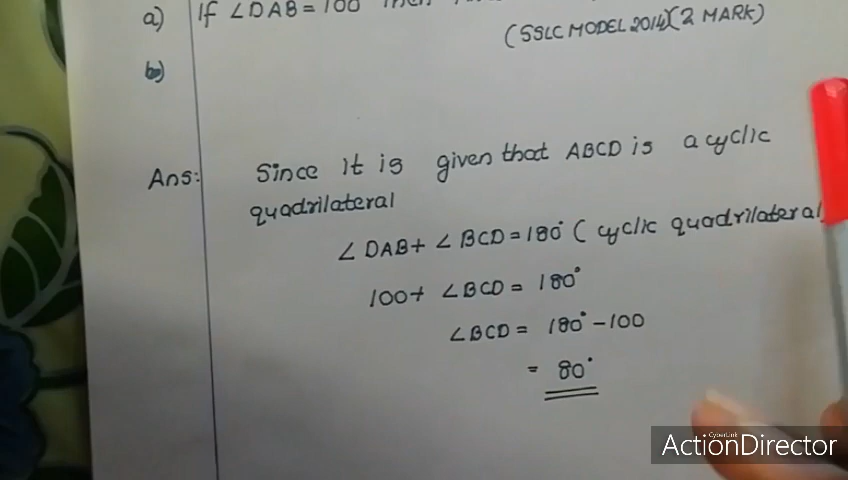 a) If ∠DAB = 100
(SSLC MODEL 2014)(2 MARK)
b)
Ans: Since it is given that ABCD is a cyclic
quadrilateral
∠DAB + ∠BCD = 180° ( cyclic quadrilateral
100+ ∠BCD = 180°
∠BCD = 180° - 100
= 80°
CyberLink
ActionDirector